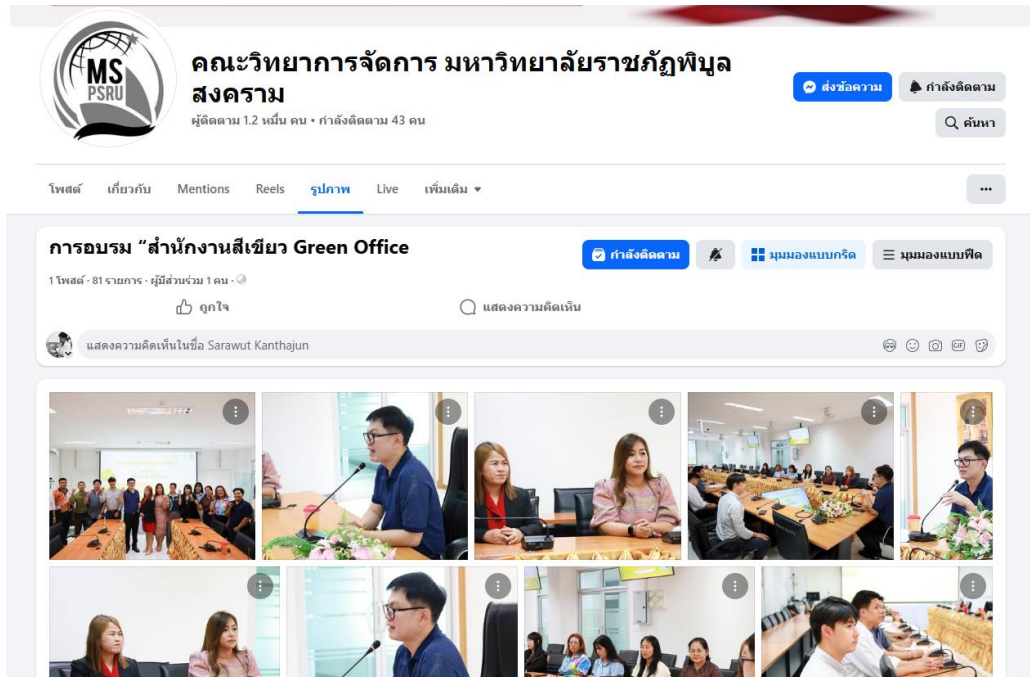 MS
PSRU
คณะวิทยาการจัดการ มหาวิทยาลัยราชภัฏพิบูล
สงคราม
ผู้ติดตาม 1.2 หมื่น คน • กำลังติดตาม 43 คน
ส่งข้อความ
กำลังติดตาม
ค้นหา
โพสต์ เกี่ยวกับ Mentions Reels รูปภาพ Live เพิ่มเติม
การอบรม “สำนักงานสีเขียว Green Office
กำลังติดตาม
มุมมองแบบกริด
มุมมองแบบฟีด
1 โพสต์ · 81 รายการ · ผู้มีส่วนร่วม 1 คน ·
ถูกใจ
แสดงความคิดเห็น
แสดงความคิดเห็นในชื่อ Sarawut Kanthajun
GIF